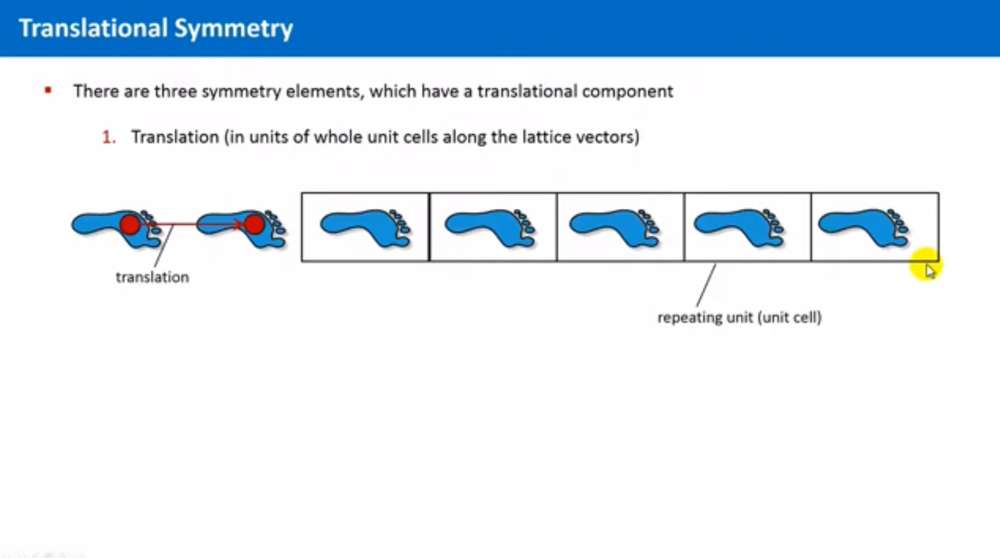 Translational Symmetry
There are three symmetry elements, which have a translational component
1. Translation (in units of whole unit cells along the lattice vectors)
translation
repeating unit (unit cell)